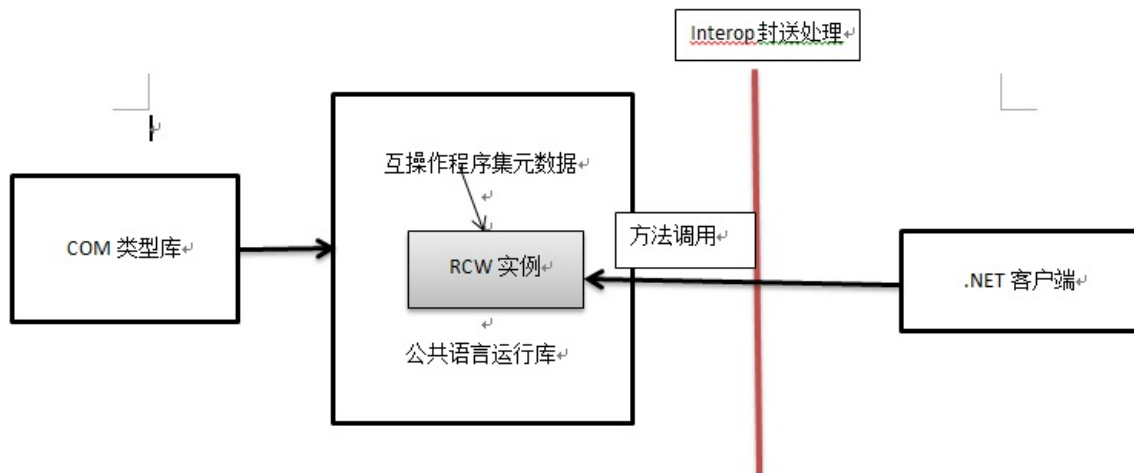 Interop封送处理
互操作程序集元数据
COM 类型库
方法调用
RCW 实例
.NET 客户端
公共语言运行库